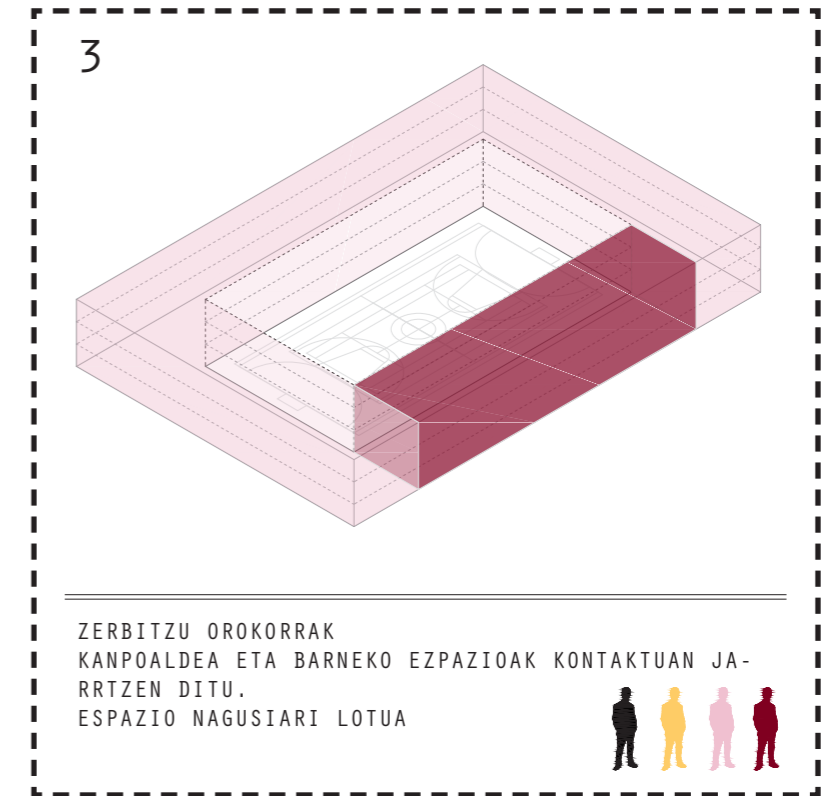 3
ZERBITZU OROKORRAK
KANPOALDEA ETA BARNEKO EZPAZIOAK KONTAKTUAN JA-
RRTZEN DITU.
ESPAZIO NAGUSIARI LOTUA